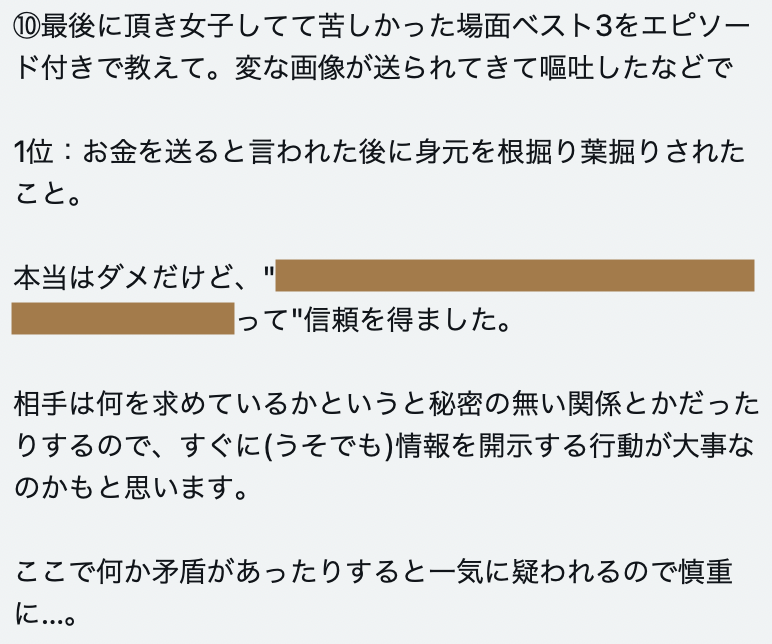 ⑩最後に頂き女子してて苦しかった場面ベスト3をエピソー
ド付きで教えて。変な画像が送られてきて嘔吐したなどで
1位：お金を送ると言われた後に身元を根掘り葉掘りされた
こと。
本当はダメだけど、"
って"信頼を得ました。
相手は何を求めているかというと秘密の無い関係とかだった
りするので、すぐに(うそでも)情報を開示する行動が大事な
のかもと思います。
ここで何か矛盾があったりすると一気に疑われるので慎重
に...。